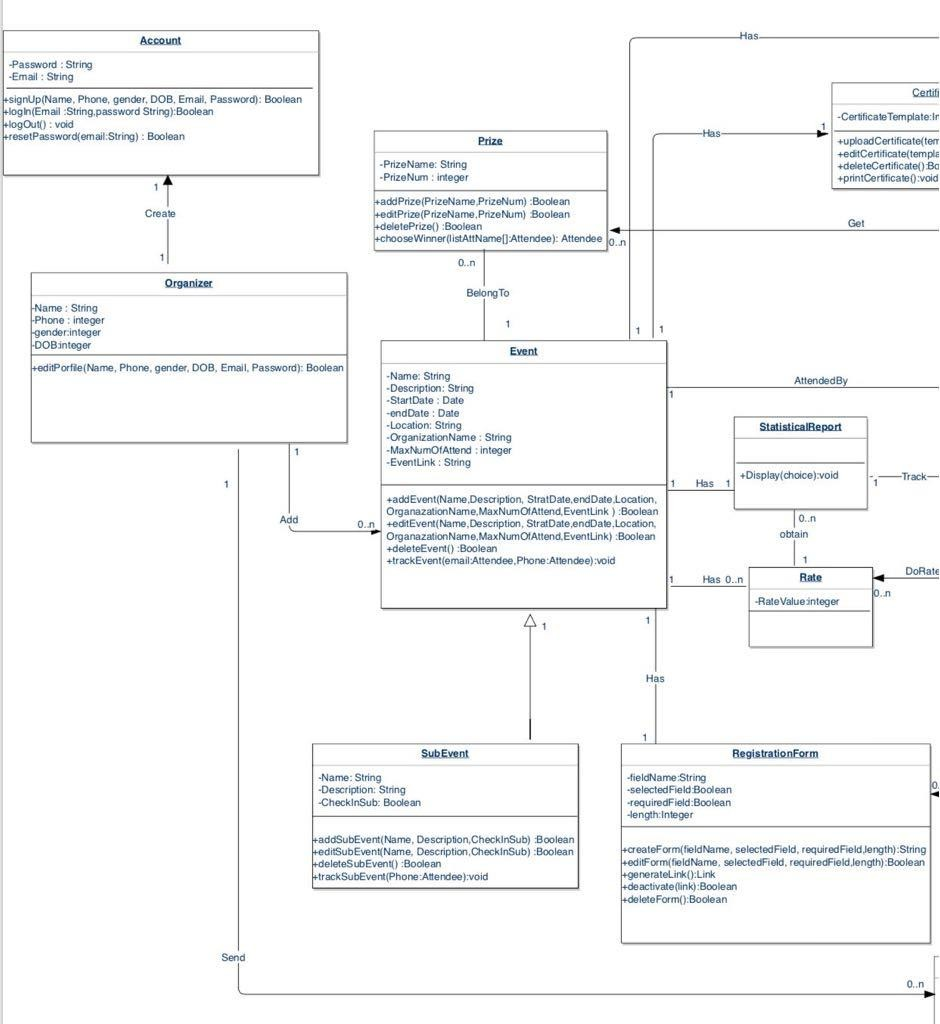 Account
-Password : String
-Email : String
+signUp(Name, Phone, gender, DOB, Email, Password): Boolean
+logIn(Email :String,password String):Boolean
+logOut() : void
+resetPassword(email:String) : Boolean
1
Create
1
Organizer
-Name : String
-Phone : integer
-gender:integer
-DOB:integer
+editPorfile(Name, Phone, gender, DOB, Email, Password): Boolean
1
1
Add
0..n
Prize
-PrizeName: String
-PrizeNum : integer
+addPrize(PrizeName,PrizeNum) :Boolean
+editPrize(PrizeName,PrizeNum) :Boolean
+deletePrize() :Boolean
+chooseWinner(listAttName[]:Attendee): Attendee
0..n
Get
0..n
BelongTo
1
Has
1
Has
1
1
-CertificateTemplate:
+uploadCertificate(
+editCertificate(
+deleteCertificate()
+printCertificate():void
Event
-Name: String
-Description: String
-StartDate : Date
-endDate : Date
-Location: String
-OrganizationName : String
-MaxNumOfAttend : integer
-EventLink : String
+addEvent(Name,Description, StratDate,endDate,Location,
OrganazationName,MaxNumOfAttend,EventLink ) :Boolean
+editEvent(Name,Description, StratDate,endDate,Location,
OrganazationName,MaxNumOfAttend,EventLink) :Boolean
+deleteEvent() :Boolean
+trackEvent(email:Attendee,Phone:Attendee):void
AttendedBy
1
StatisticalReport
+Display(choice):void
1 Has 1
1
Track
0..n
obtain
1
Rate
-RateValue:integer
1 Has 0..n
DoRate
0..n
1
Has
1
1
SubEvent
-Name: String
-Description: String
-CheckInSub: Boolean
+addSubEvent(Name, Description,CheckInSub) :Boolean
+editSubEvent(Name, Description,CheckInSub) :Boolean
+deleteSubEvent() :Boolean
+trackSubEvent(Phone:Attendee):void
RegistrationForm
-fieldName:String
-selectedField:Boolean
-requiredField:Boolean
-length:Integer
+createForm(fieldName, selectedField, requiredField,length):String
+editForm(fieldName, selectedField, requiredField,length):Boolean
+generateLink():Link
+deactivate(link):Boolean
+deleteForm():Boolean
Send
0..n